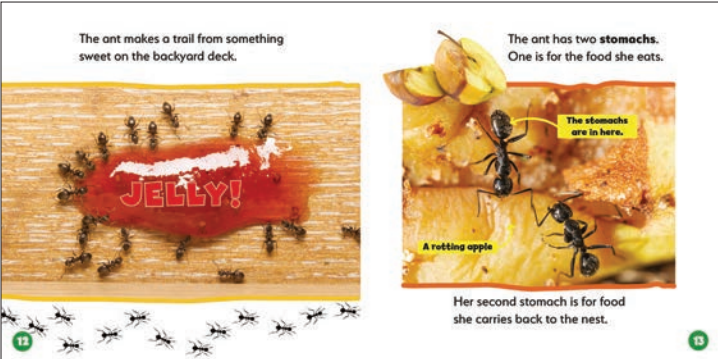 The ant makes a trail from something
sweet on the backyard deck.
JELLY!
12
The ant has two stomachs.
One is for the food she eats.
The stomachs
are in here.
A rotting apple
Her second stomach is for food
she carries back to the nest.
13